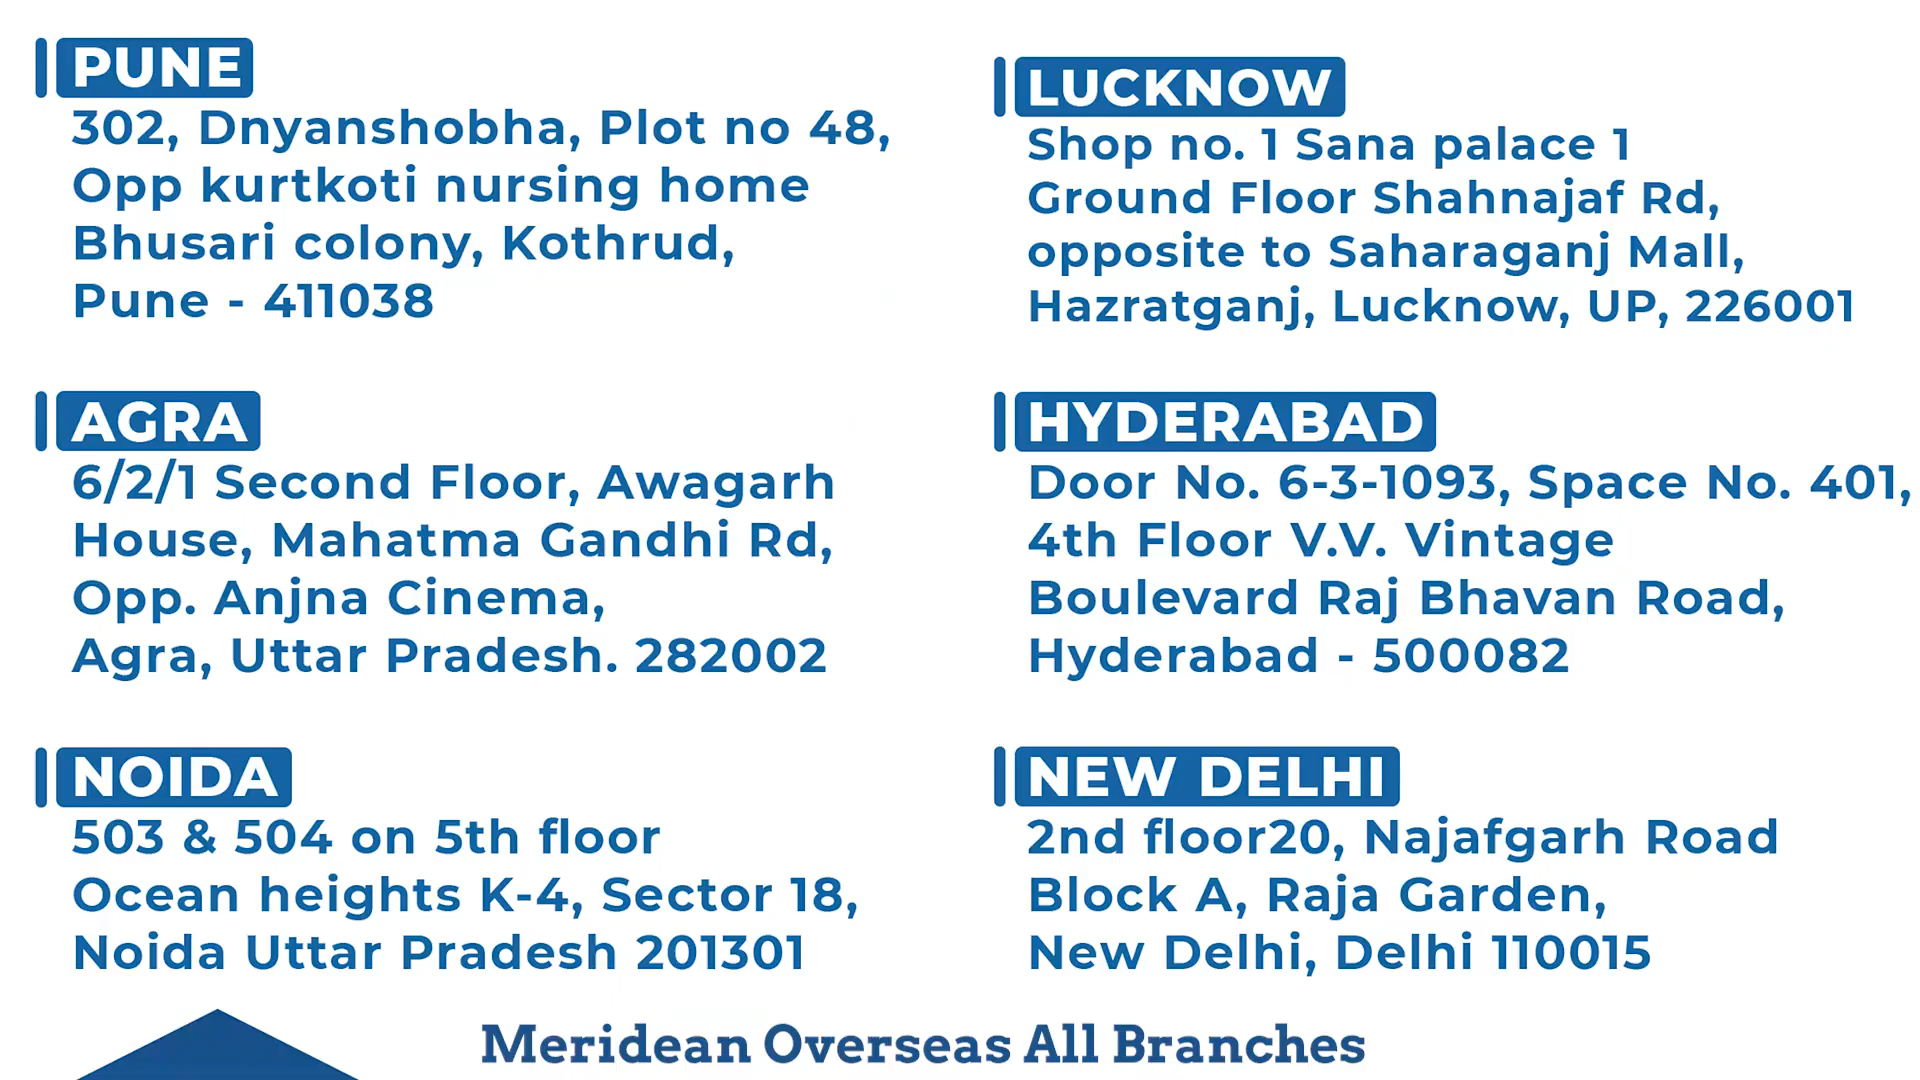 PUNE
302, Dnyanshobha, Plot no 48,
Opp kurtkoti nursing home
Bhusari colony, Kothrud,
Pune - 411038
LUCKNOW
Shop no. 1 Sana palace 1
Ground Floor Shahnajaf Rd,
opposite to Saharaganj Mall,
Hazratganj, Lucknow, UP, 226001
AGRA
6/2/1 Second Floor, Awagarh
House, Mahatma Gandhi Rd,
Opp. Anjna Cinema,
Agra, Uttar Pradesh. 282002
HYDERABAD
Door No. 6-3-1093, Space No. 401,
4th Floor V.V. Vintage
Boulevard Raj Bhavan Road,
Hyderabad - 500082
NOIDA
503 & 504 on 5th floor
Ocean heights K-4, Sector 18,
Noida Uttar Pradesh 201301
NEW DELHI
2nd floor20, Najafgarh Road
Block A, Raja Garden,
New Delhi, Delhi 110015
Meridean Overseas All Branches